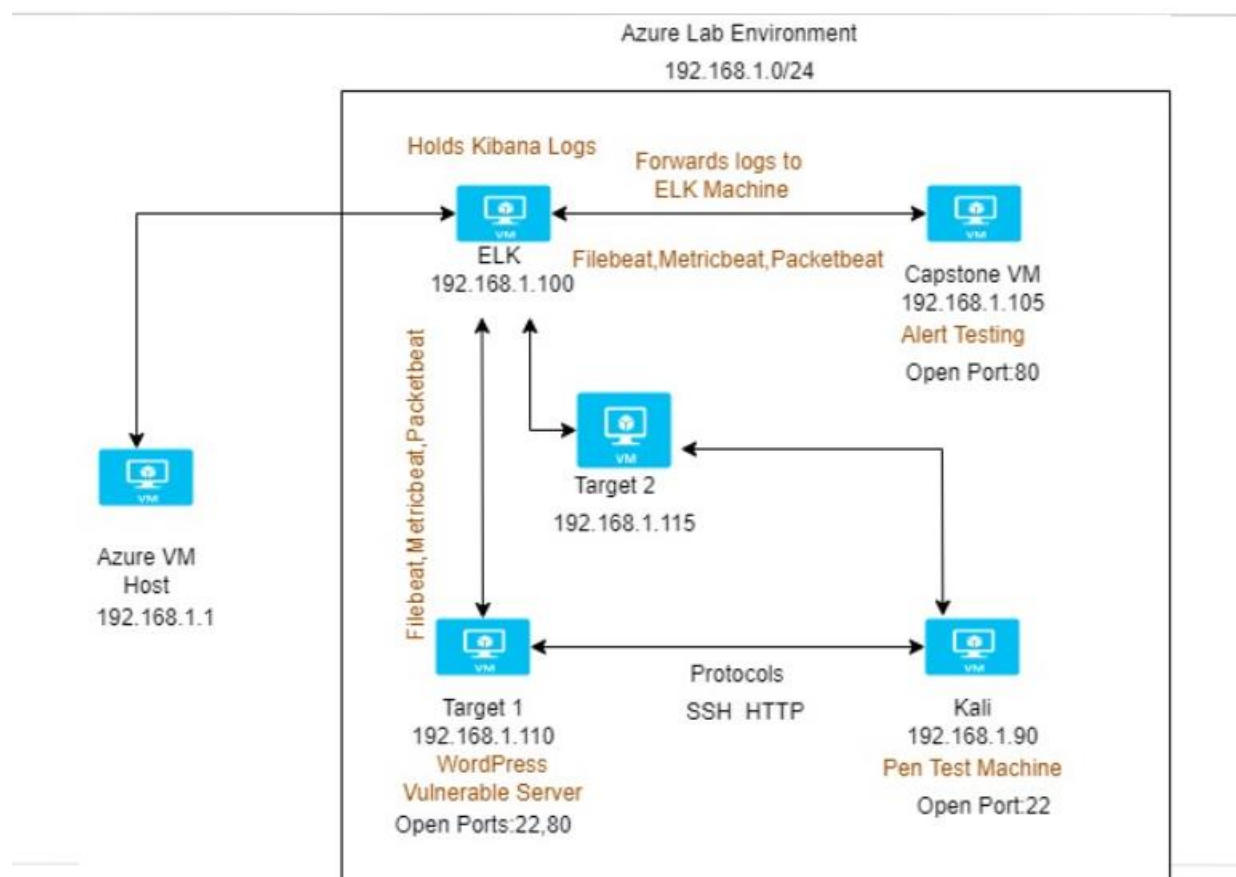 Azure Lab Environment
192.168.1.0/24
Holds Kibana Logs
Forwards logs to
ELK Machine
VM
VM
ELK
192.168.1.100
Filebeat,Metricbeat,Packetbeat
Capstone VM
192.168.1.105
Alert Testing
Open Port:80
Filebeat,Metricbeat,Packetbeat
VM
Target 2
192.168.1.115
VM
Azure VM
Host
192.168.1.1
VM
Target 1
192.168.1.110
WordPress
Vulnerable Server
Open Ports:22,80
Protocols
SSH HTTP
VM
Kali
192.168.1.90
Pen Test Machine
Open Port:22